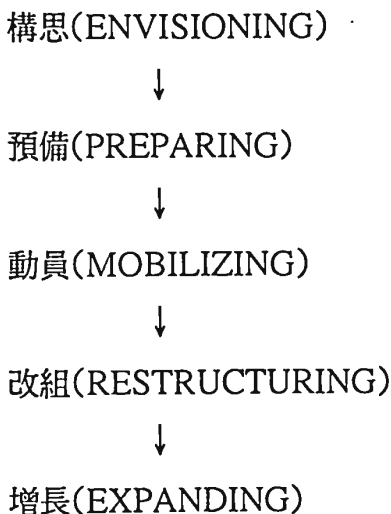 構思(ENVISIONING)
↓
預備(PREPARING)
↓
動員(MOBILIZING)
↓
改組(RESTRUCTURING)
↓
增長(EXPANDING)